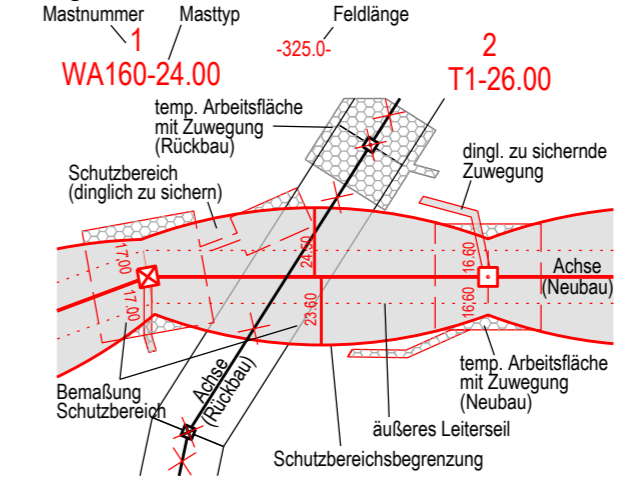 Mastnummer
Masttyp
Feldlänge
1
WA160-24.00
-325.0-
2
T1-26.00
temp. Arbeitsfläche
mit Zuwegung
(Rückbau)
dingl. zu sichernde
Zuwegung
Schutzbereich
(dinglich zu sichern)
17.00
17.00
24.50
23.60
16.60
16.60
Achse
(Neubau)
Achse
(Rückbau)
Bemaßung
Schutzbereich
temp. Arbeitsfläche
mit Zuwegung
(Neubau)
äußeres Leiterseil
Schutzbereichsbegrenzung